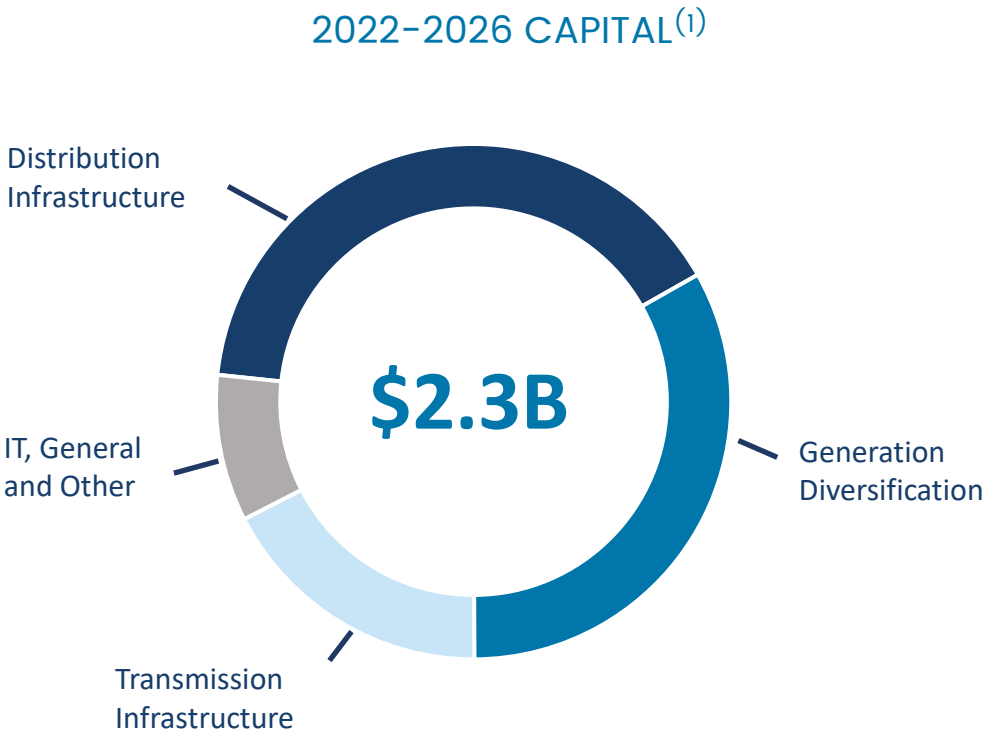 2022-2026 CAPITAL(1)
Distribution
Infrastructure
$2.3B
IT, General
and Other
Generation
Diversification
Transmission
Infrastructure